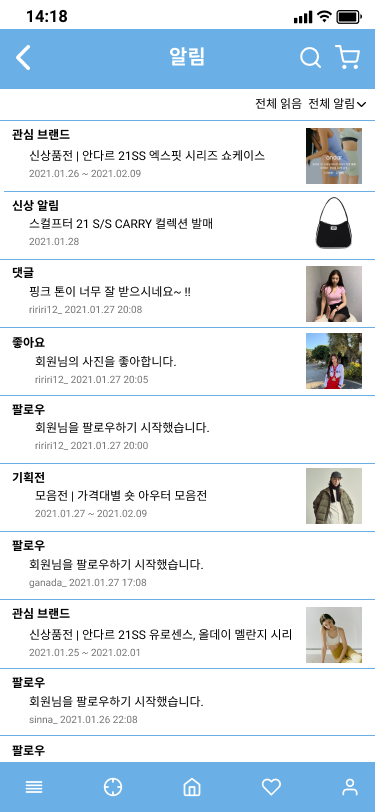 14:18
알림
전체 읽음 전체 알림
관심 브랜드
신상품전 | 안다르 21SS 엑스핏 시리즈 쇼케이스
2021.01.26 ~ 2021.02.09
andar
신상 알림
스컬프터 21 S/S CARRY 컬렉션 발매
2021.01.28
댓글
핑크 톤이 너무 잘 받으시네요~ !!
ririri12_ 2021.01.27 20:08
좋아요
회원님의 사진을 좋아합니다.
ririri12_ 2021.01.27 20:05
팔로우
회원님을 팔로우하기 시작했습니다.
ririri12_ 2021.01.27 20:00
기획전
모음전 | 가격대별 숏 아우터 모음전
2021.01.27 ~ 2021.02.09
팔로우
회원님을 팔로우하기 시작했습니다.
ganada_ 2021.01.27 17:08
관심 브랜드
신상품전 | 안다르 21SS 유로센스, 올데이 멜란지 시리
2021.01.25 ~ 2021.02.01
팔로우
회원님을 팔로우하기 시작했습니다.
sinna_ 2021.01.26 22:08
팔로우